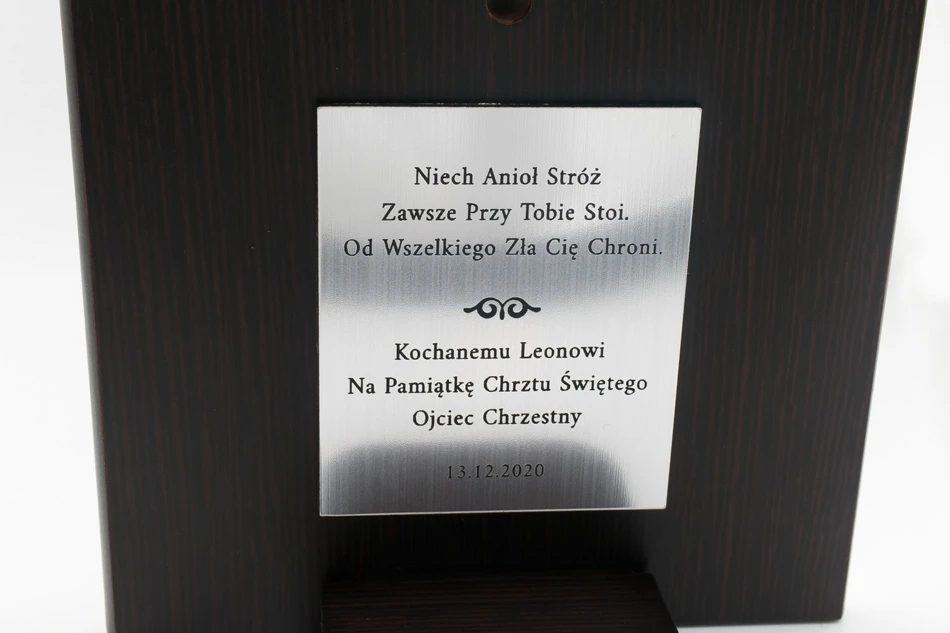 Niech Anioł Stróż
Zawsze Przy Tobie Stoi.
Od Wszelkiego Zła Cię Chroni.
Kochanemu Leonowi
Na Pamiątkę Chrztu Świętego
Ojciec Chrzestny
13.12.2020